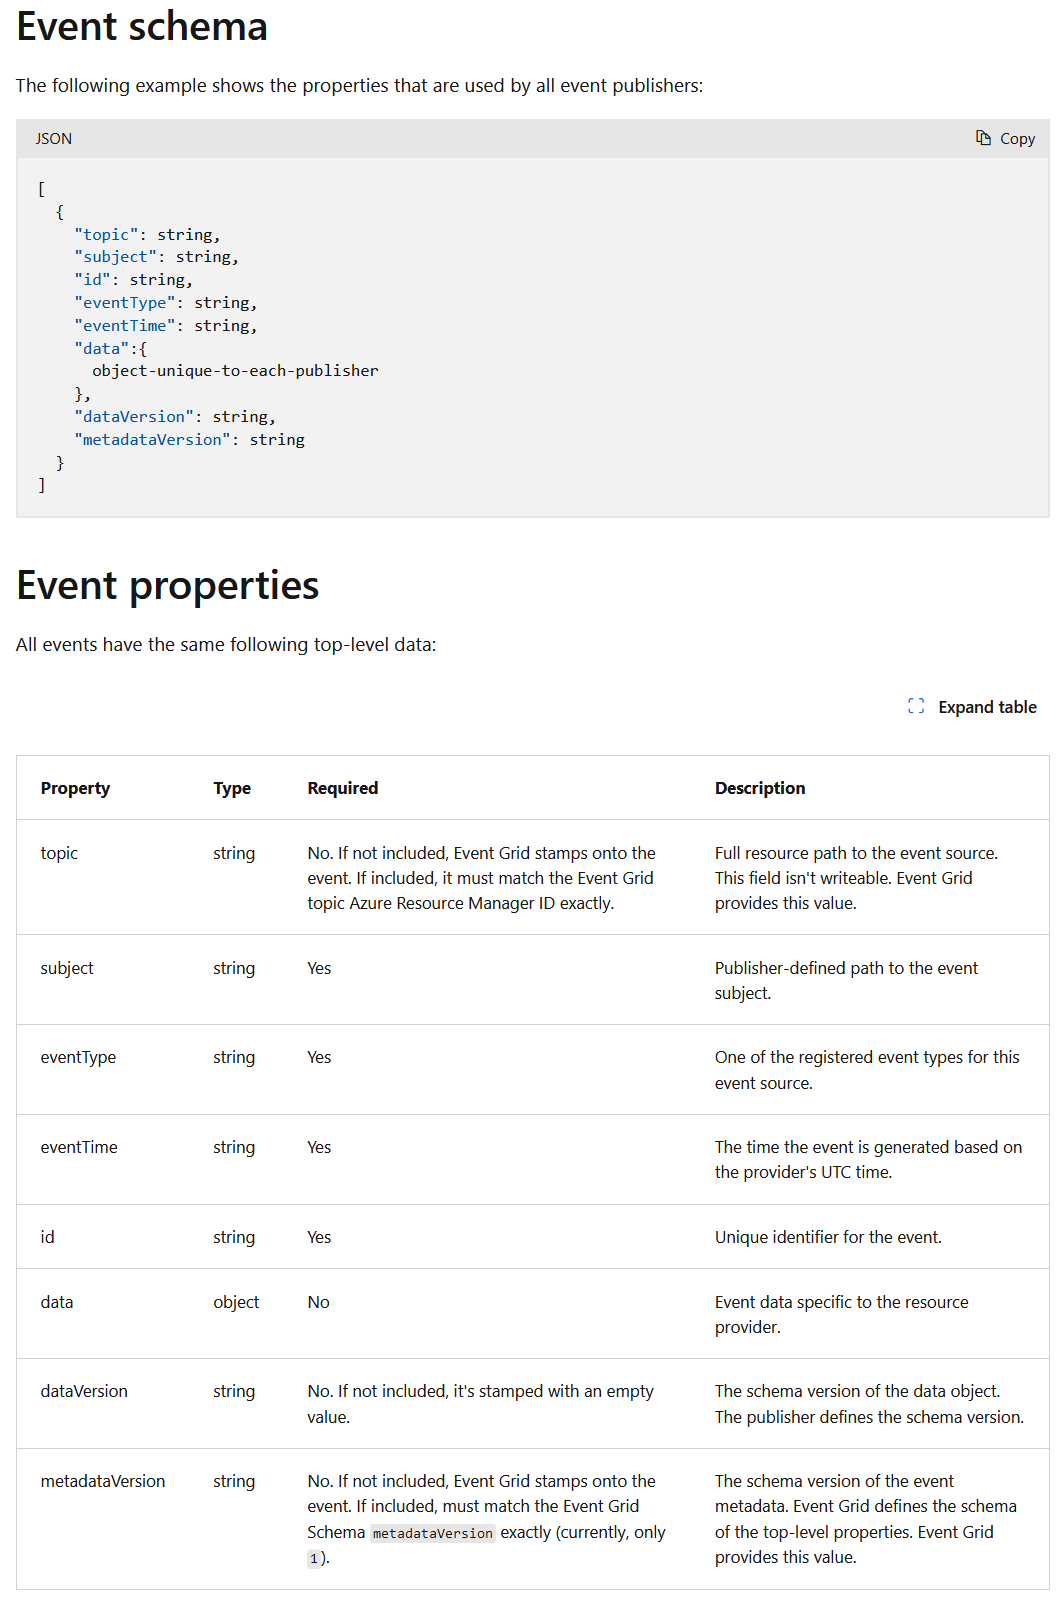 Event schema
The following example shows the properties that are used by all event publishers:
JSON
Copy
[
  {
    "topic": string,
    "subject": string,
    "id": string,
    "eventType": string,
    "eventTime": string,
    "data":{
      object-unique-to-each-publisher
    },
    "dataVersion": string,
    "metadataVersion": string
  }
]
Event properties
All events have the same following top-level data:
Expand table
Property Type Required Description
topic string No. If not included, Event Grid stamps onto the Full resource path to the event source.
event. If included, it must match the Event Grid This field isn't writeable. Event Grid
topic Azure Resource Manager ID exactly. provides this value.
subject string Yes Publisher-defined path to the event
subject.
eventType string Yes One of the registered event types for this
event source.
eventTime string Yes The time the event is generated based on
the provider's UTC time.
id string Yes Unique identifier for the event.
data object No Event data specific to the resource
provider.
dataVersion string No. If not included, it's stamped with an empty The schema version of the data object.
value. The publisher defines the schema version.
metadataVersion string No. If not included, Event Grid stamps onto the The schema version of the event
event. If included, must match the Event Grid metadata. Event Grid defines the schema
Schema metadataVersion exactly (currently, only of the top-level properties. Event Grid
1). provides this value.